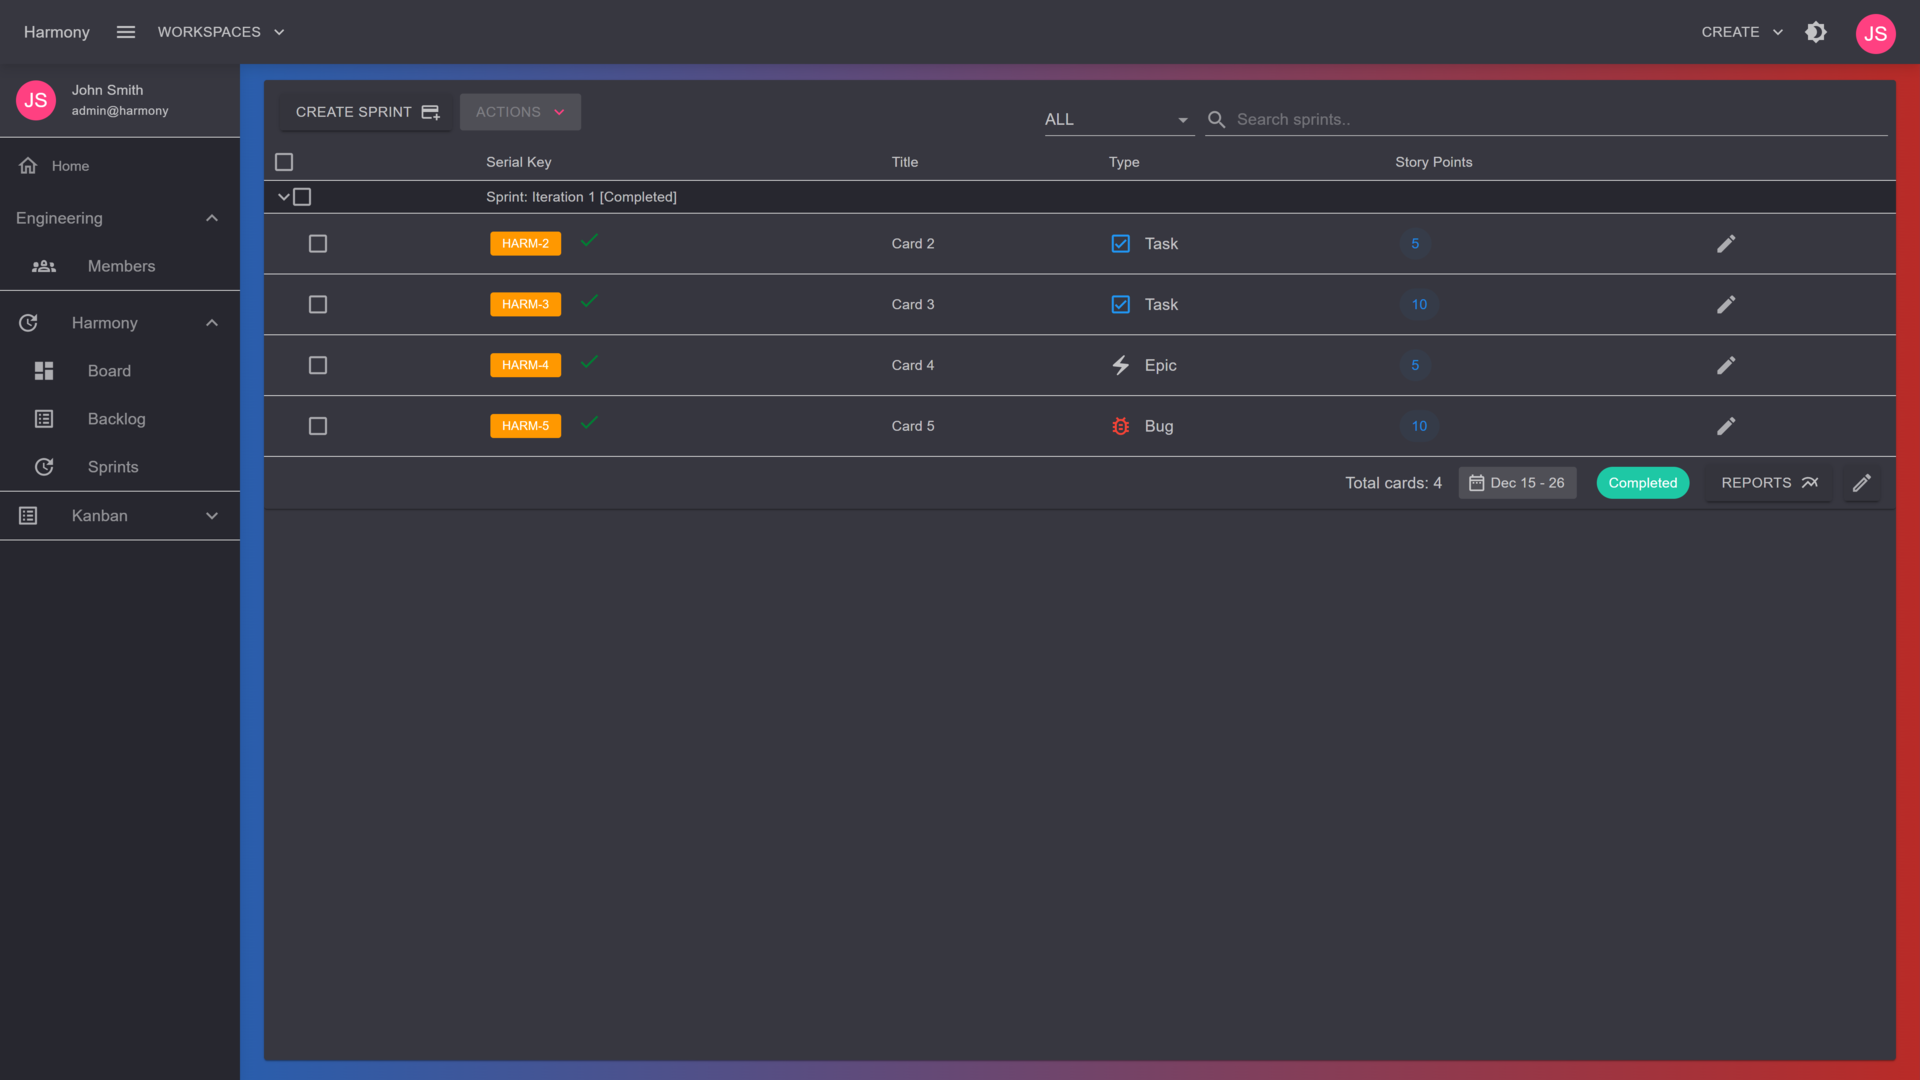 Harmony
WORKSPACES
CREATE
JS
JS
John Smith
admin@harmony
Home
Engineering
Members
Harmony
Board
Backlog
Sprints
Kanban
CREATE SPRINT
ACTIONS
ALL
Search sprints..
Serial Key Title Type Story Points
Sprint: Iteration 1 [Completed]
HARM-2 Card 2 Task 5
HARM-3 Card 3 Task 10
HARM-4 Card 4 Epic 5
HARM-5 Card 5 Bug 10
Total cards: 4 Dec 15 - 26 Completed REPORTS